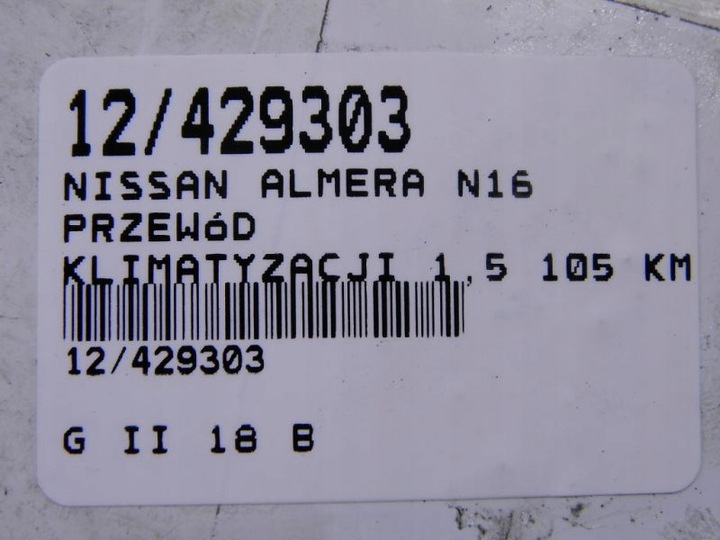 12/429303
NISSAN ALMERA N16
PRZEWóD
KLIMATYZACJI 1,5 105 KM
12/429303
G II 18 B